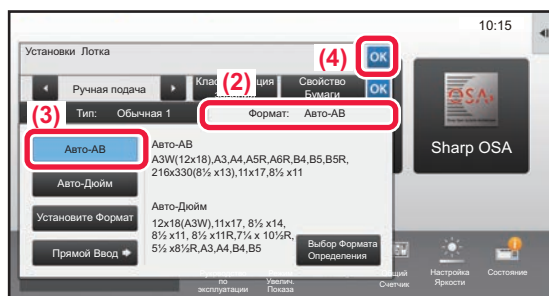 10:15
Установки Лотка
(4)
OK
Ручная подача
(2)
Свойство
Бумаги
OK
(3)
Тип: Обычная 1
Формат: Авто-AB
Авто-AB
Авто-AB
A3W(12x18),A3,A4,A5R,A6R,B4,B5,B5R,
216x330(8½ x13),11x17,8½ x11
Авто-Дюйм
Авто-Дюйм
12x18(A3W),11x17, 8½ x14,
8½ x11, 8½ x11R,7¼ x 10½R,
5½ x8½R,A3,A4,B4,B5
Установите Формат
Прямой Ввод
Выбор Формата
Определения
Sharp OSA
по
эксплуатации
Увелич.
Показа
Счетчик
Настройка
Яркости
Состояние